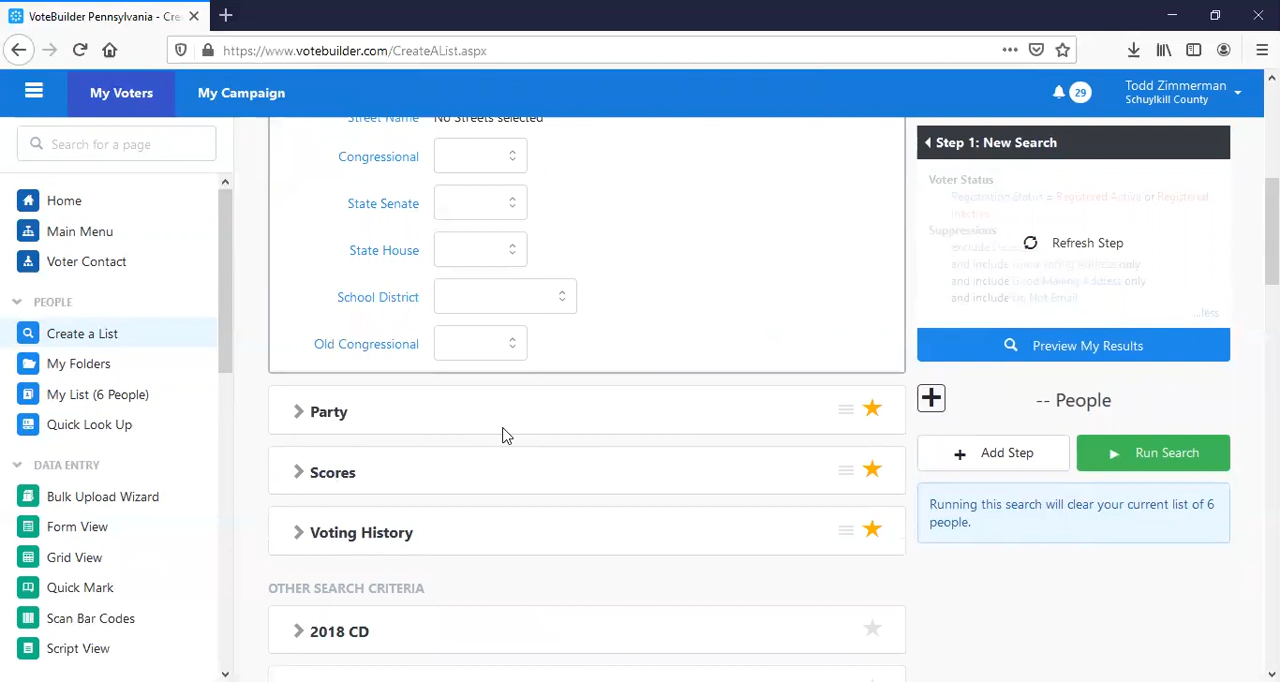 VoteBuilder Pennsylvania - Cre
https://www.votebuilder.com/CreateAList.aspx
My Voters
My Campaign
29
Todd Zimmerman
Schuylkill County
Search for a page
Home
Main Menu
Voter Contact
PEOPLE
Create a List
My Folders
My List (6 People)
Quick Look Up
DATA ENTRY
Bulk Upload Wizard
Form View
Grid View
Quick Mark
Scan Bar Codes
Script View
Street Name No Streets selected
Congressional
State Senate
State House
School District
Old Congressional
Party
Scores
Voting History
OTHER SEARCH CRITERIA
2018 CD
Step 1: New Search
Voter Status
Registration Status = Registered Active or Registered
Inactive
Suppressions
exclude
Refresh Step
and include Good Voting Address only
and include Good Mailing Address only
and include Do Not Email
...less
Preview My Results
-- People
Add Step
Run Search
Running this search will clear your current list of 6
people.